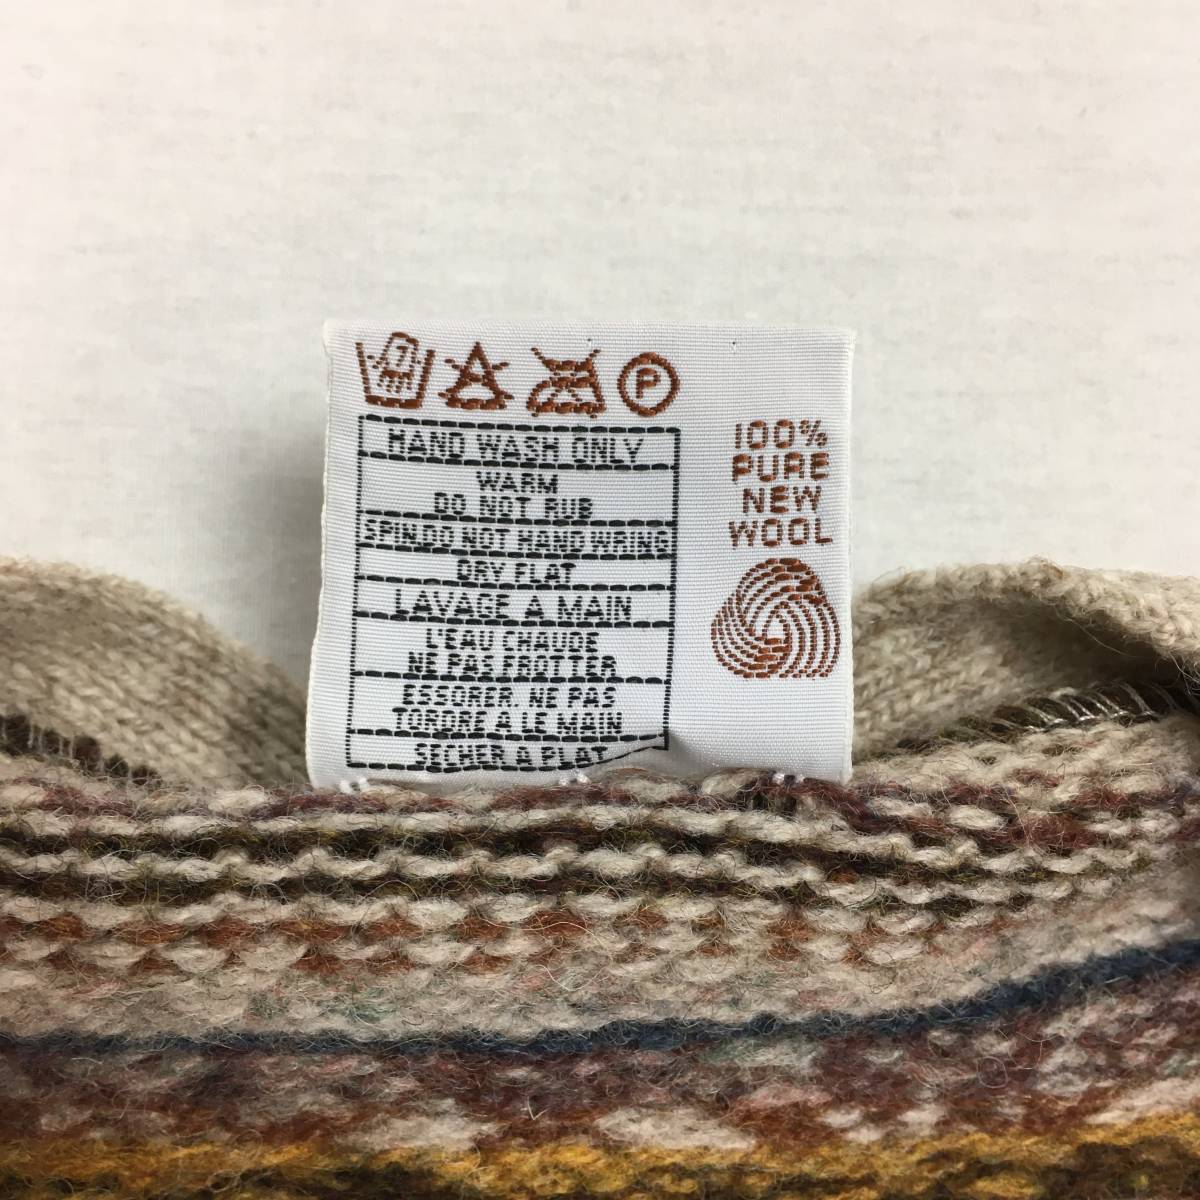 P
HAND WASH ONLY
WARM
DO NOT RUB
SPIN.DO NOT HAND WRING
DRY FLAT
LAVAGE A MAIN
L'EAU CHAUDE
NE PAS FROTTER
ESSORER. NE PAS
TORDRE A LE MAIN
SECHER A PLAT
100%
PURE
NEW
WOOL